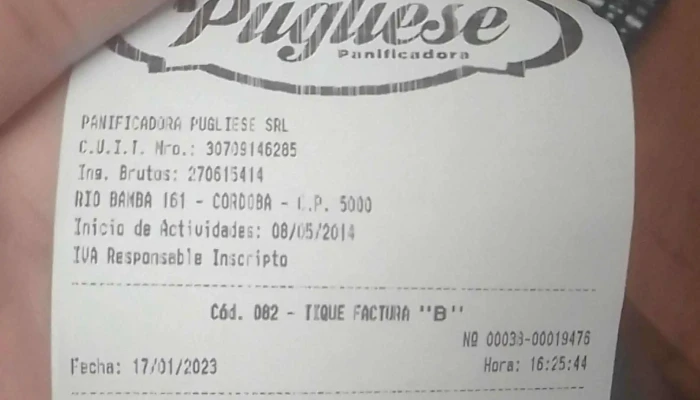 Pugliese
Panificadora
PANIFICADORA PUGLIESE SRL
C.U.I.T. Nro.: 30709146285
Ing. Brutos: 270615414
RIO BAMBA 161 - CORDOBA - C.P. 5000
Inicio de Actividades: 08/05/2014
IVA Responsable Inscripto
Cód. 082 - TIQUE FACTURA "B"
Nº 00038-00019476
Fecha: 17/01/2023
Hora: 16:25:44